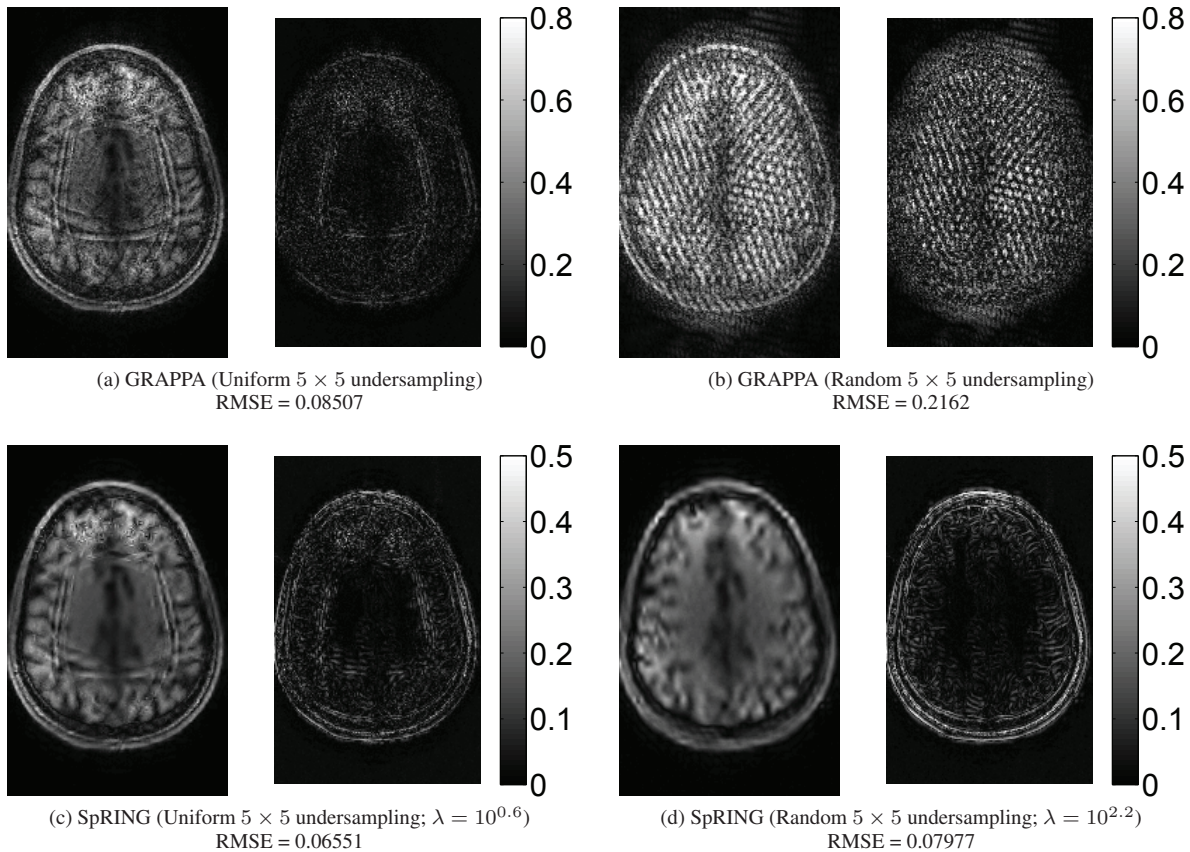 0.8
0.6
0.4
0.2
0
0.8
0.6
0.4
0.2
0
(a) GRAPPA (Uniform 5 × 5 undersampling)
RMSE = 0.08507
(b) GRAPPA (Random 5 × 5 undersampling)
RMSE = 0.2162
0.5
0.4
0.3
0.2
0.1
0
0.5
0.4
0.3
0.2
0.1
0
(c) SpRING (Uniform 5 × 5 undersampling; λ = 10^0.6)
RMSE = 0.06551
(d) SpRING (Random 5 × 5 undersampling; λ = 10^2.2)
RMSE = 0.07977